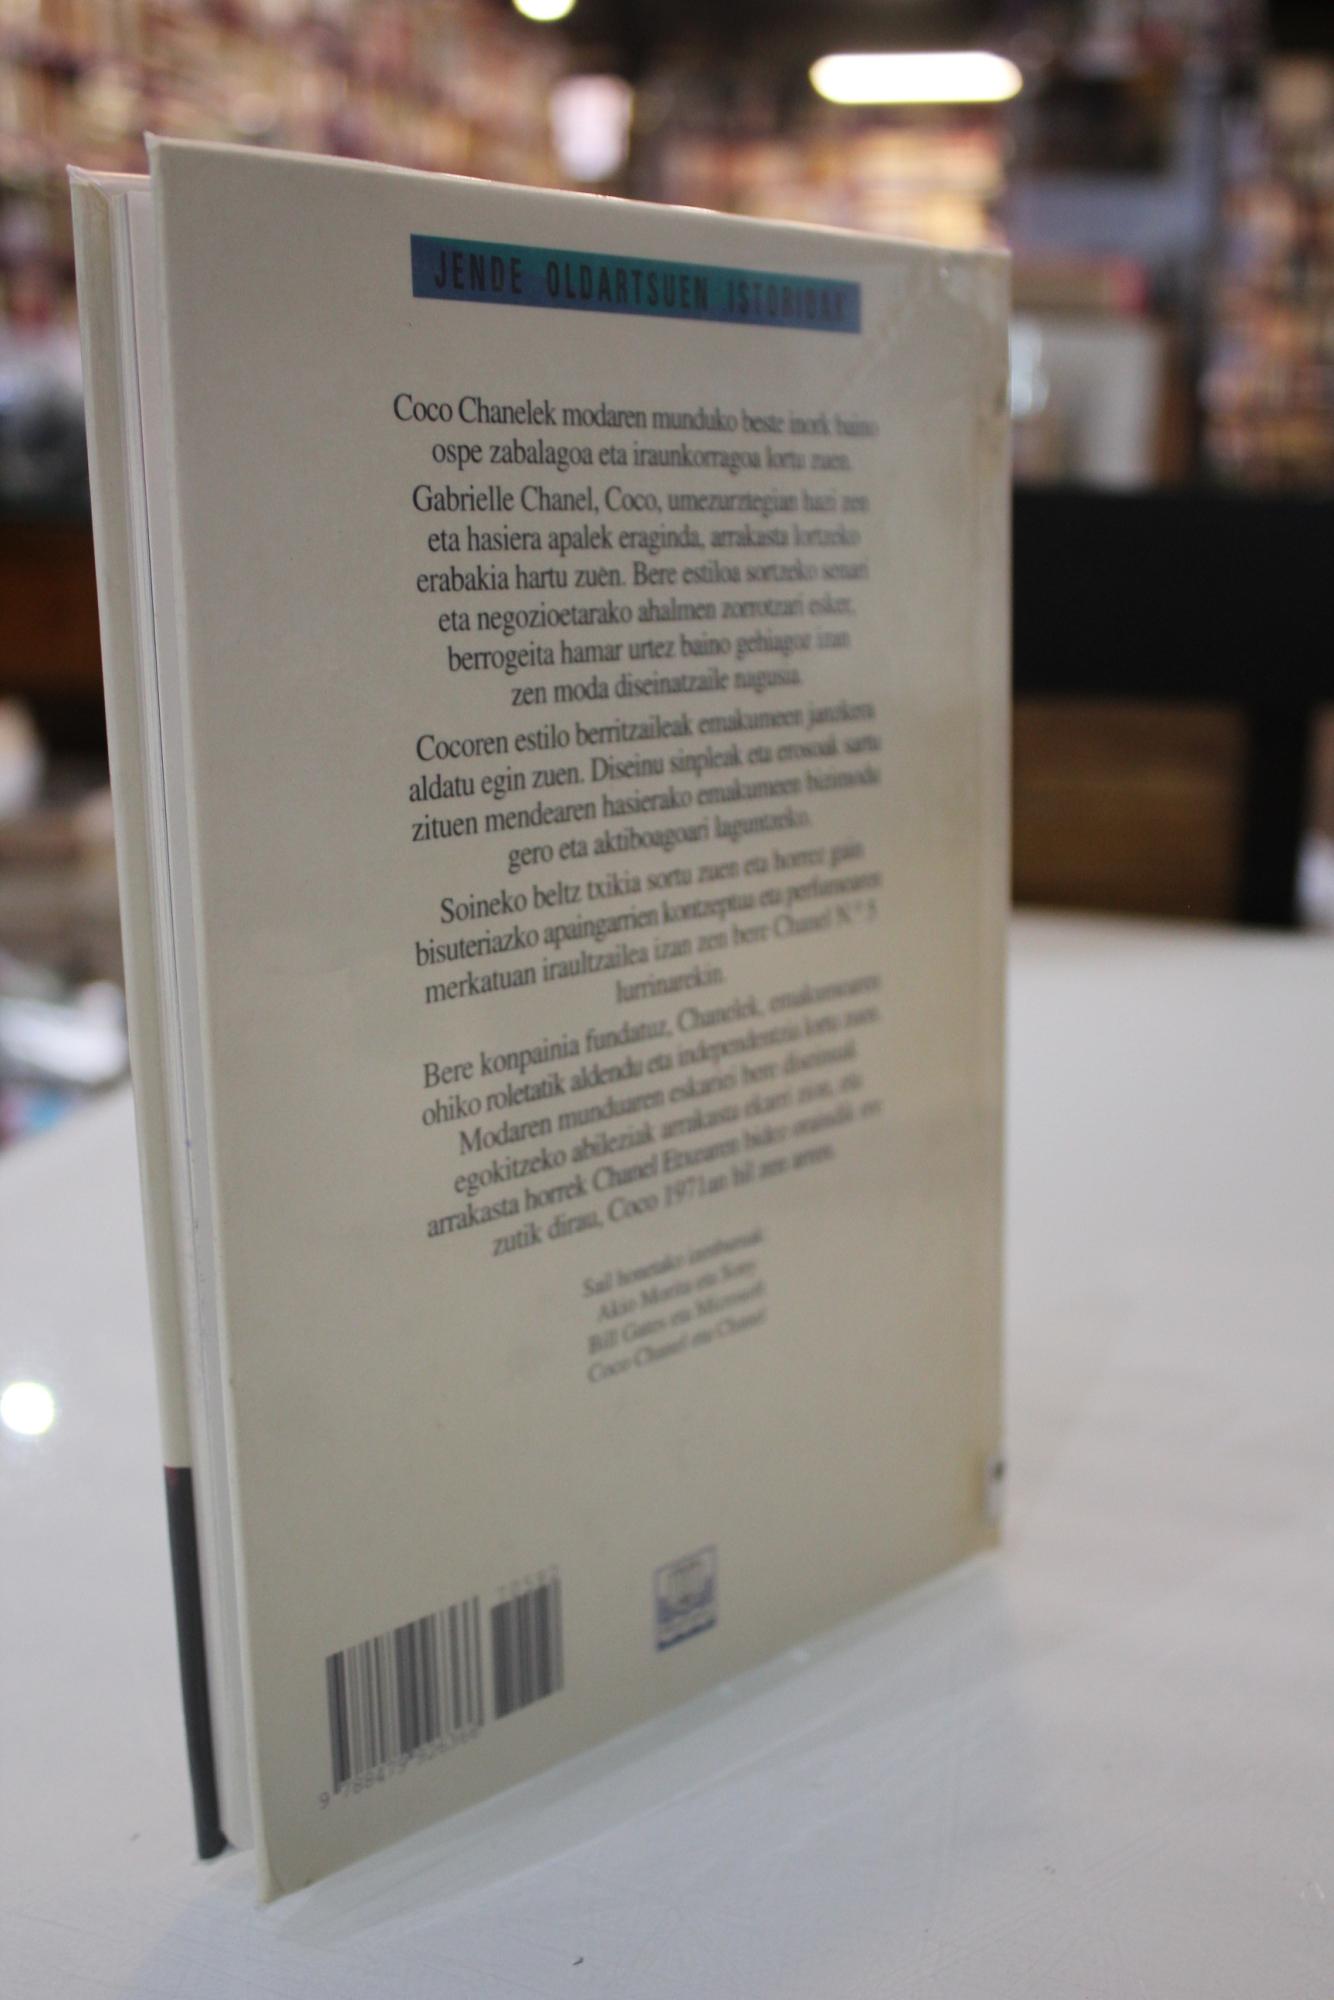 JENDE OLDARTSUEN ISTORIOAK
Coco Chanelek modaren munduko beste inork baino
ospe zabalagoa eta iraunkorragoa lortu zuen.
Gabrielle Chanel, Coco, umezurztegian hazi zen
eta hasiera apalek eraginda, arrakasta lortzeko
erabakia hartu zuen. Bere estiloa sortzeko senari
eta negozioetarako ahalmen zorrotzari esker,
berrogeita hamar urtez baino gehiagoz izan
zen moda diseinatzaile nagusia.
Cocoren estilo berritzaileak emakumeen janzkera
aldatu egin zuen. Diseinu sinpleak eta erosoak sartu
zituen mendearen hasierako emakumeen bizimodu
gero eta aktiboagoari laguntzeko.
Soineko beltz txikia sortu zuen eta horrez gain
bisuteriazko apaingarrien kontzeptua eta perfumearen
merkatuan iraultzailea izan zen bere Chanel N.º 5
lurrinarekin.
Bere konpainia fundatuz, Chanelek, emakumearen
ohiko roletatik aldendu eta independentzia lortu zuen.
Modaren munduaren eskariei bere diseinuak
egokitzeko abileziak arrakasta ekarri zion, eta
arrakasta horrek Chanel Etxearen bidez oraindik ere
zutik dirau, Coco 1971an hil zen arren.
Sail honetako izenburuak:
Akio Morita eta Sony
Bill Gates eta Microsoft
Coco Chanel eta Chanel
9 788479 926366